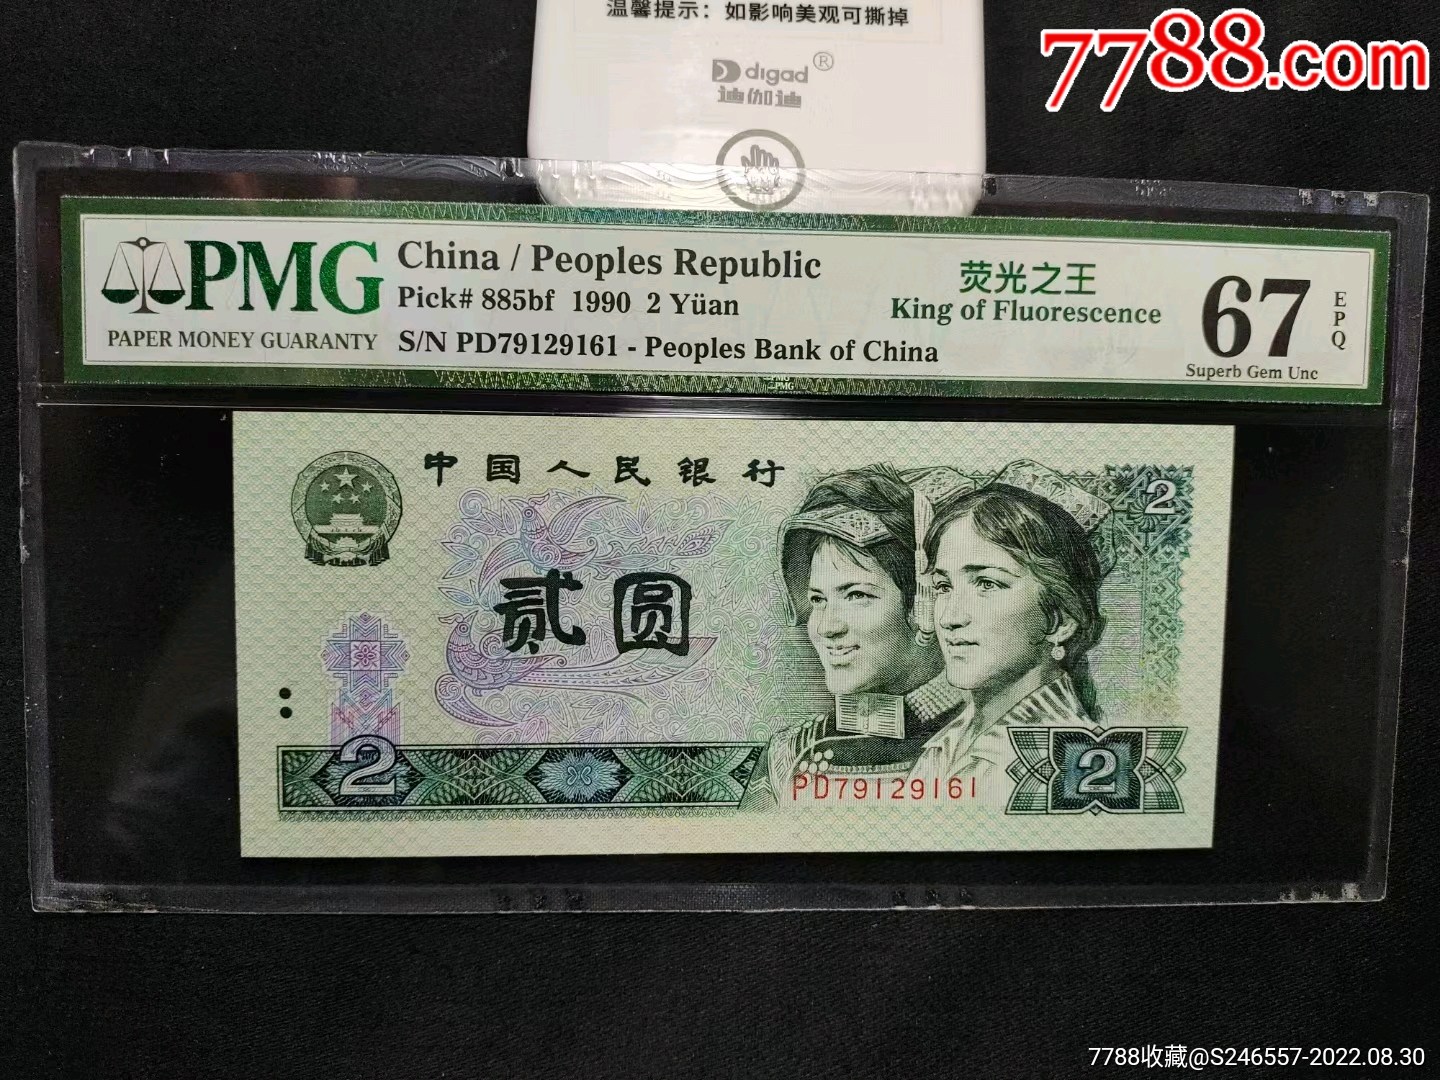 温馨提示：如影响美观可撕掉
digad®
迪伽迪
7788.com
PMG
PAPER MONEY GUARANTY
China / Peoples Republic
Pick# 885bf 1990 2 Yüan
S/N PD79129161 - Peoples Bank of China
荧光之王
King of Fluorescence
67
EPQ
Superb Gem Unc
PMG
中国人民银行
2
贰圆
2
2
PD79129161
7788收藏@S246557-2022.08.30